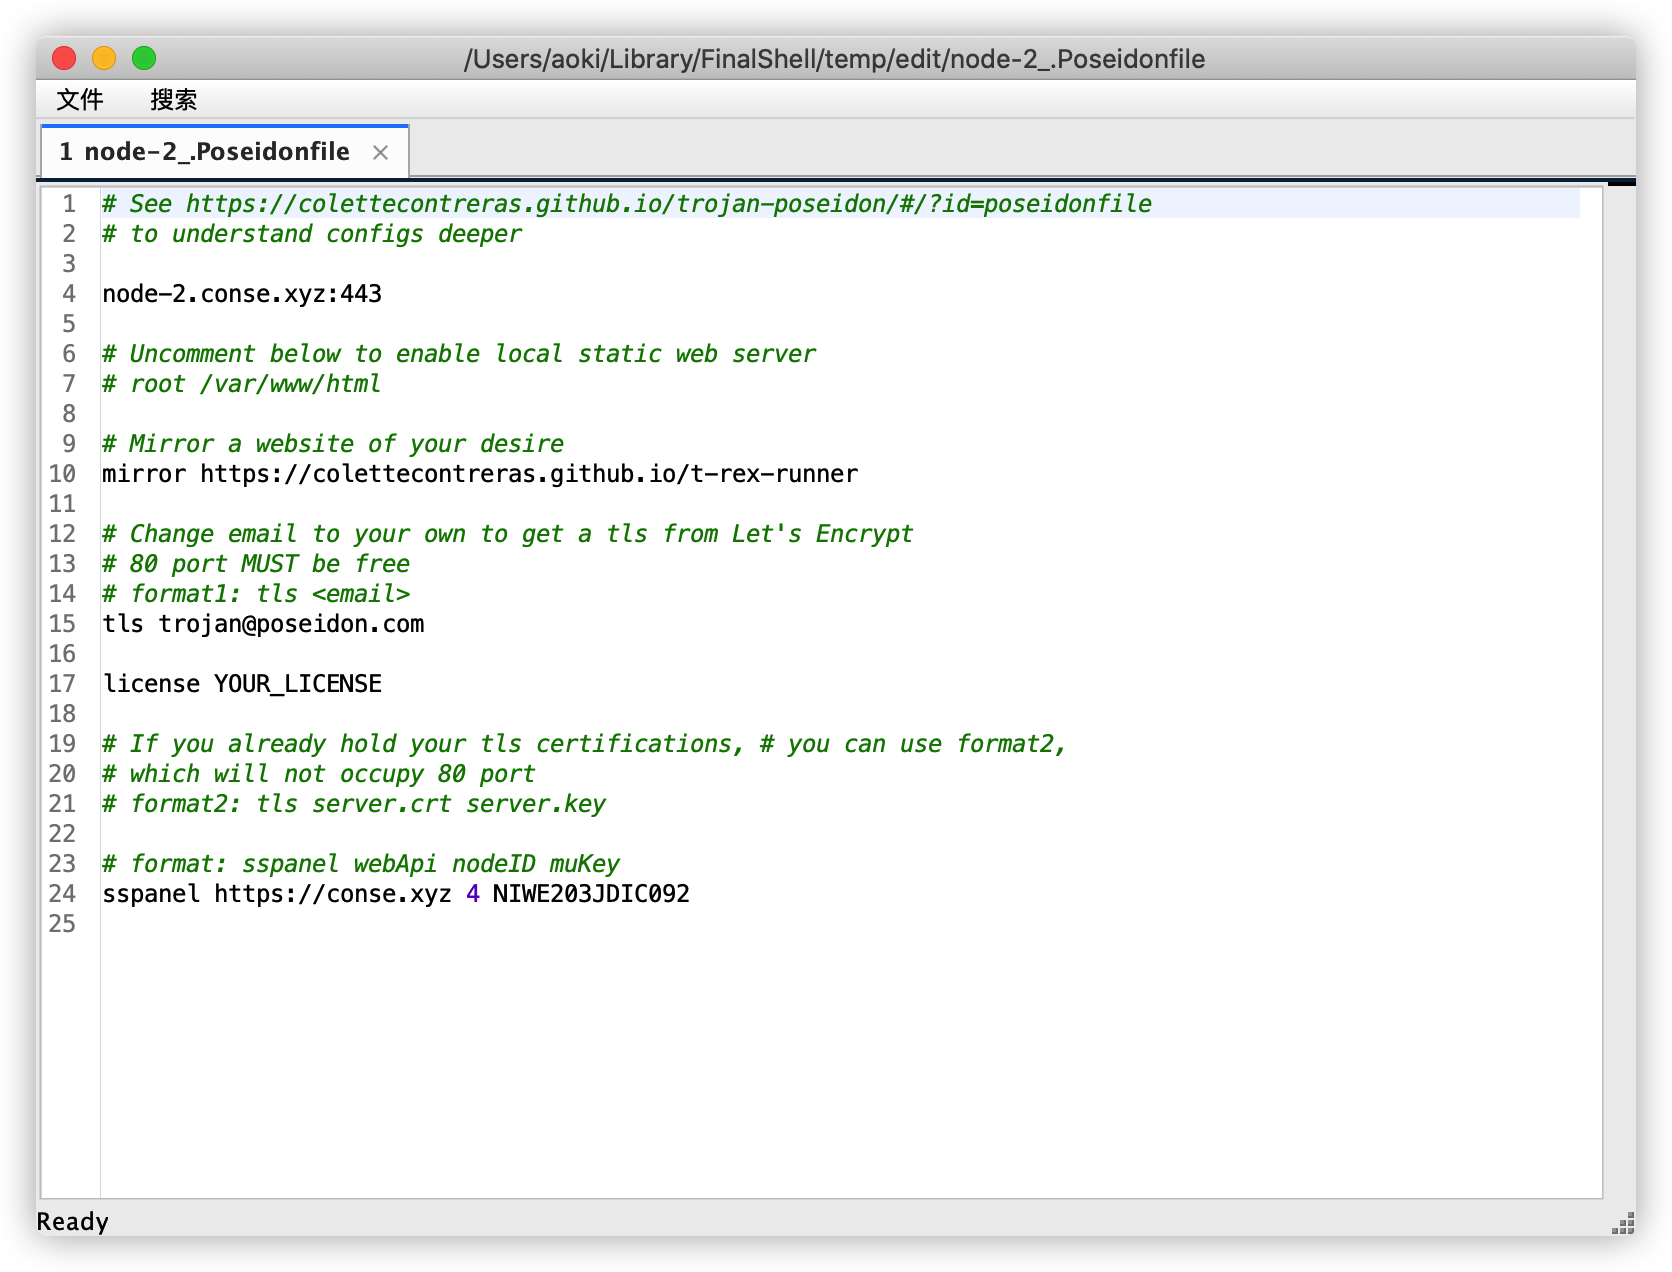 /Users/aoki/Library/FinalShell/temp/edit/node-2_.Poseidonfile
文件 搜索
1 node-2_.Poseidonfile ×
1 # See https://colettecontreras.github.io/trojan-poseidon/#/?id=poseidonfile
2 # to understand configs deeper
3
4 node-2.conse.xyz:443
5
6 # Uncomment below to enable local static web server
7 # root /var/www/html
8
9 # Mirror a website of your desire
10 mirror https://colettecontreras.github.io/t-rex-runner
11
12 # Change email to your own to get a tls from Let's Encrypt
13 # 80 port MUST be free
14 # format1: tls <email>
15 tls trojan@poseidon.com
16
17 license YOUR_LICENSE
18
19 # If you already hold your tls certifications, # you can use format2,
20 # which will not occupy 80 port
21 # format2: tls server.crt server.key
22
23 # format: sspanel webApi nodeID muKey
24 sspanel https://conse.xyz 4 NIWE203JDIC092
25
Ready